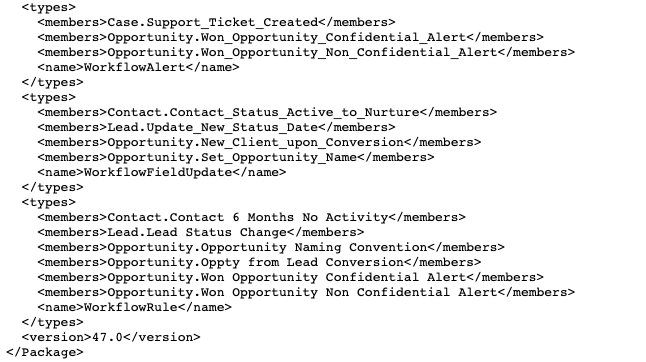 <types>
<members>Case.Support_Ticket_Created</members>
<members>Opportunity.Won_Opportunity_Confidential_Alert</members>
<members>Opportunity.Won_Opportunity_Non_Confidential_Alert</members>
<name>WorkflowAlert</name>
</types>
<types>
<members>Contact.Contact_Status_Active_to_Nurture</members>
<members>Lead.Update_New_Status_Date</members>
<members>Opportunity.New_Client_upon_Conversion</members>
<members>Opportunity.Set_Opportunity_Name</members>
<name>WorkflowFieldUpdate</name>
</types>
<types>
<members>Contact.Contact 6 Months No Activity</members>
<members>Lead.Lead Status Change</members>
<members>Opportunity.Opportunity Naming Convention</members>
<members>Opportunity.Oppty from Lead Conversion</members>
<members>Opportunity.Won Opportunity Confidential Alert</members>
<members>Opportunity.Won Opportunity Non Confidential Alert</members>
<name>WorkflowRule</name>
</types>
<version>47.0</version>
</Package>